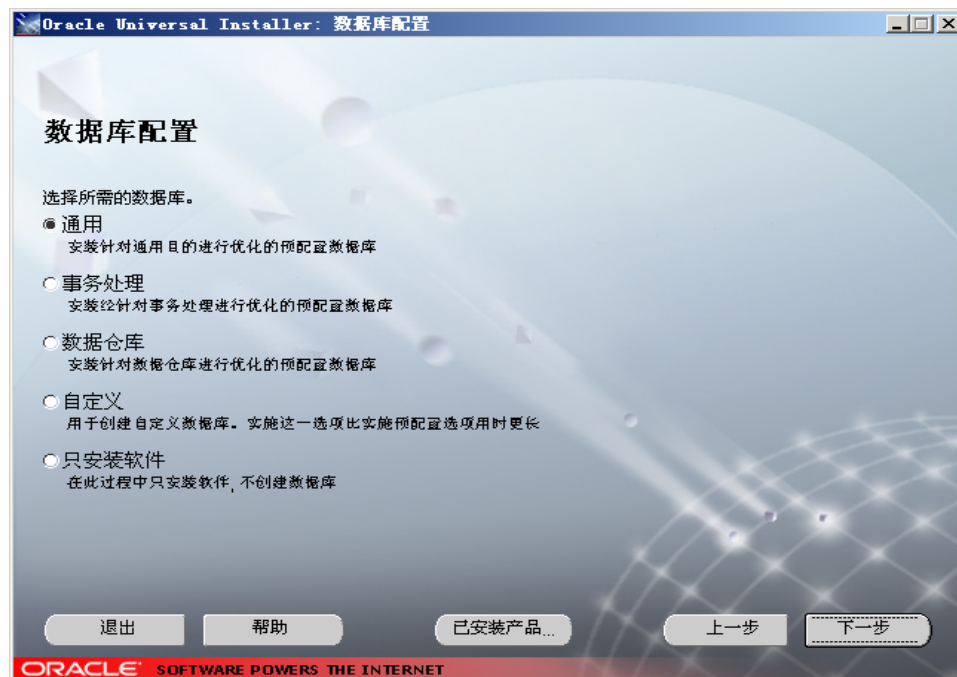 Oracle Universal Installer: 数据库配置
数据库配置
选择所需的数据库。
通用
安装针对通用目的进行优化的预配置数据库
事务处理
安装经针对事务处理进行优化的预配置数据库
数据仓库
安装针对数据仓库进行优化的预配置数据库
自定义
用于创建自定义数据库。实施这一选项比实施预配置选项用时更长
只安装软件
在此过程中只安装软件, 不创建数据库
退出 帮助 已安装产品... 上一步 下一步
ORACLE SOFTWARE POWERS THE INTERNET